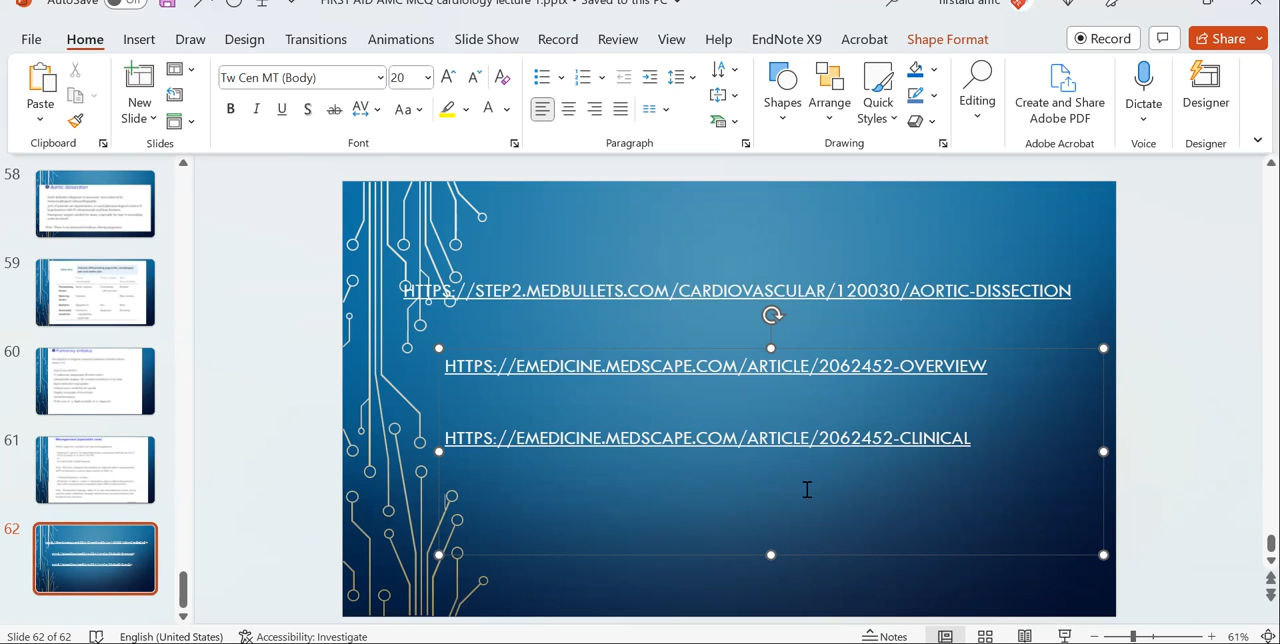 AutoSave Off FIRST AID AMC MCQ cardiology lecture 1.pptx • Saved to this PC firstaid amc
File Home Insert Draw Design Transitions Animations Slide Show Record Review View Help EndNote X9 Acrobat Shape Format Record Share
Tw Cen MT (Body) 20
Paste New Slide Shapes Arrange Quick Styles Editing Create and Share Adobe PDF Dictate Designer
Clipboard Slides Font Paragraph Drawing Adobe Acrobat Voice Designer
58
Aortic dissection
59
60
Pulmonary embolus
61
62
HTTPS://STEP2.MEDBULLETS.COM/CARDIOVASCULAR/120030/AORTIC-DISSECTION
HTTPS://EMEDICINE.MEDSCAPE.COM/ARTICLE/2062452-OVERVIEW
HTTPS://EMEDICINE.MEDSCAPE.COM/ARTICLE/2062452-CLINICAL
Slide 62 of 62 English (United States) Accessibility: Investigate Notes 61%